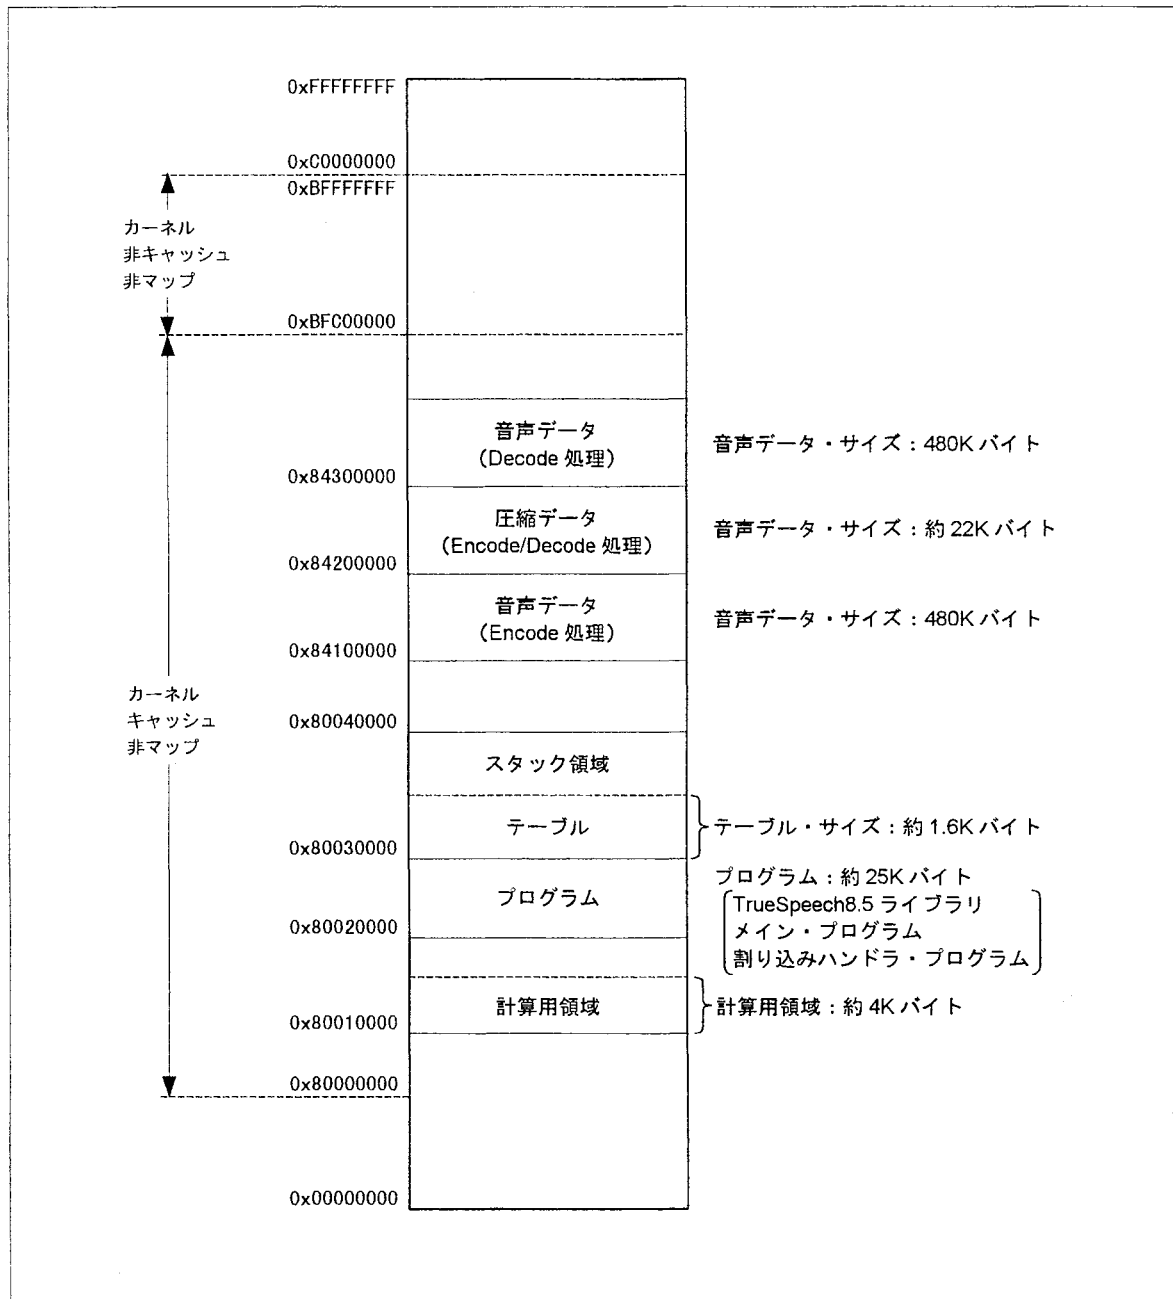 0xFFFFFFFF
0xC0000000
0xBFFFFFFF
カーネル
非キャッシュ
非マップ
0xBFC00000
音声データ
(Decode 処理)
音声データ・サイズ：480K バイト
0x84300000
圧縮データ
(Encode/Decode 処理)
音声データ・サイズ：約 22K バイト
0x84200000
音声データ
(Encode 処理)
音声データ・サイズ：480K バイト
0x84100000
カーネル
キャッシュ
非マップ
0x80040000
スタック領域
テーブル
テーブル・サイズ：約 1.6K バイト
0x80030000
プログラム
プログラム：約 25K バイト
TrueSpeech8.5 ライブラリ
メイン・プログラム
割り込みハンドラ・プログラム
0x80020000
計算用領域
計算用領域：約 4K バイト
0x80010000
0x80000000
0x00000000